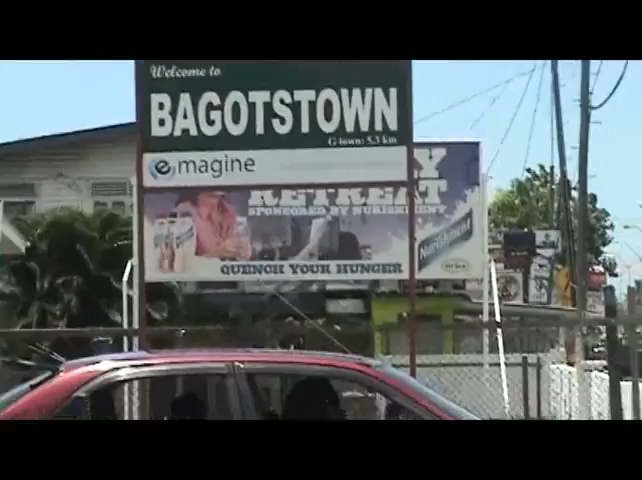 Welcome to
BAGOTSTOWN
G-town: 5.3 km
emagine
RETREAT
SPONSORED BY NURISHMENT
Nurishment
QUENCH YOUR HUNGER